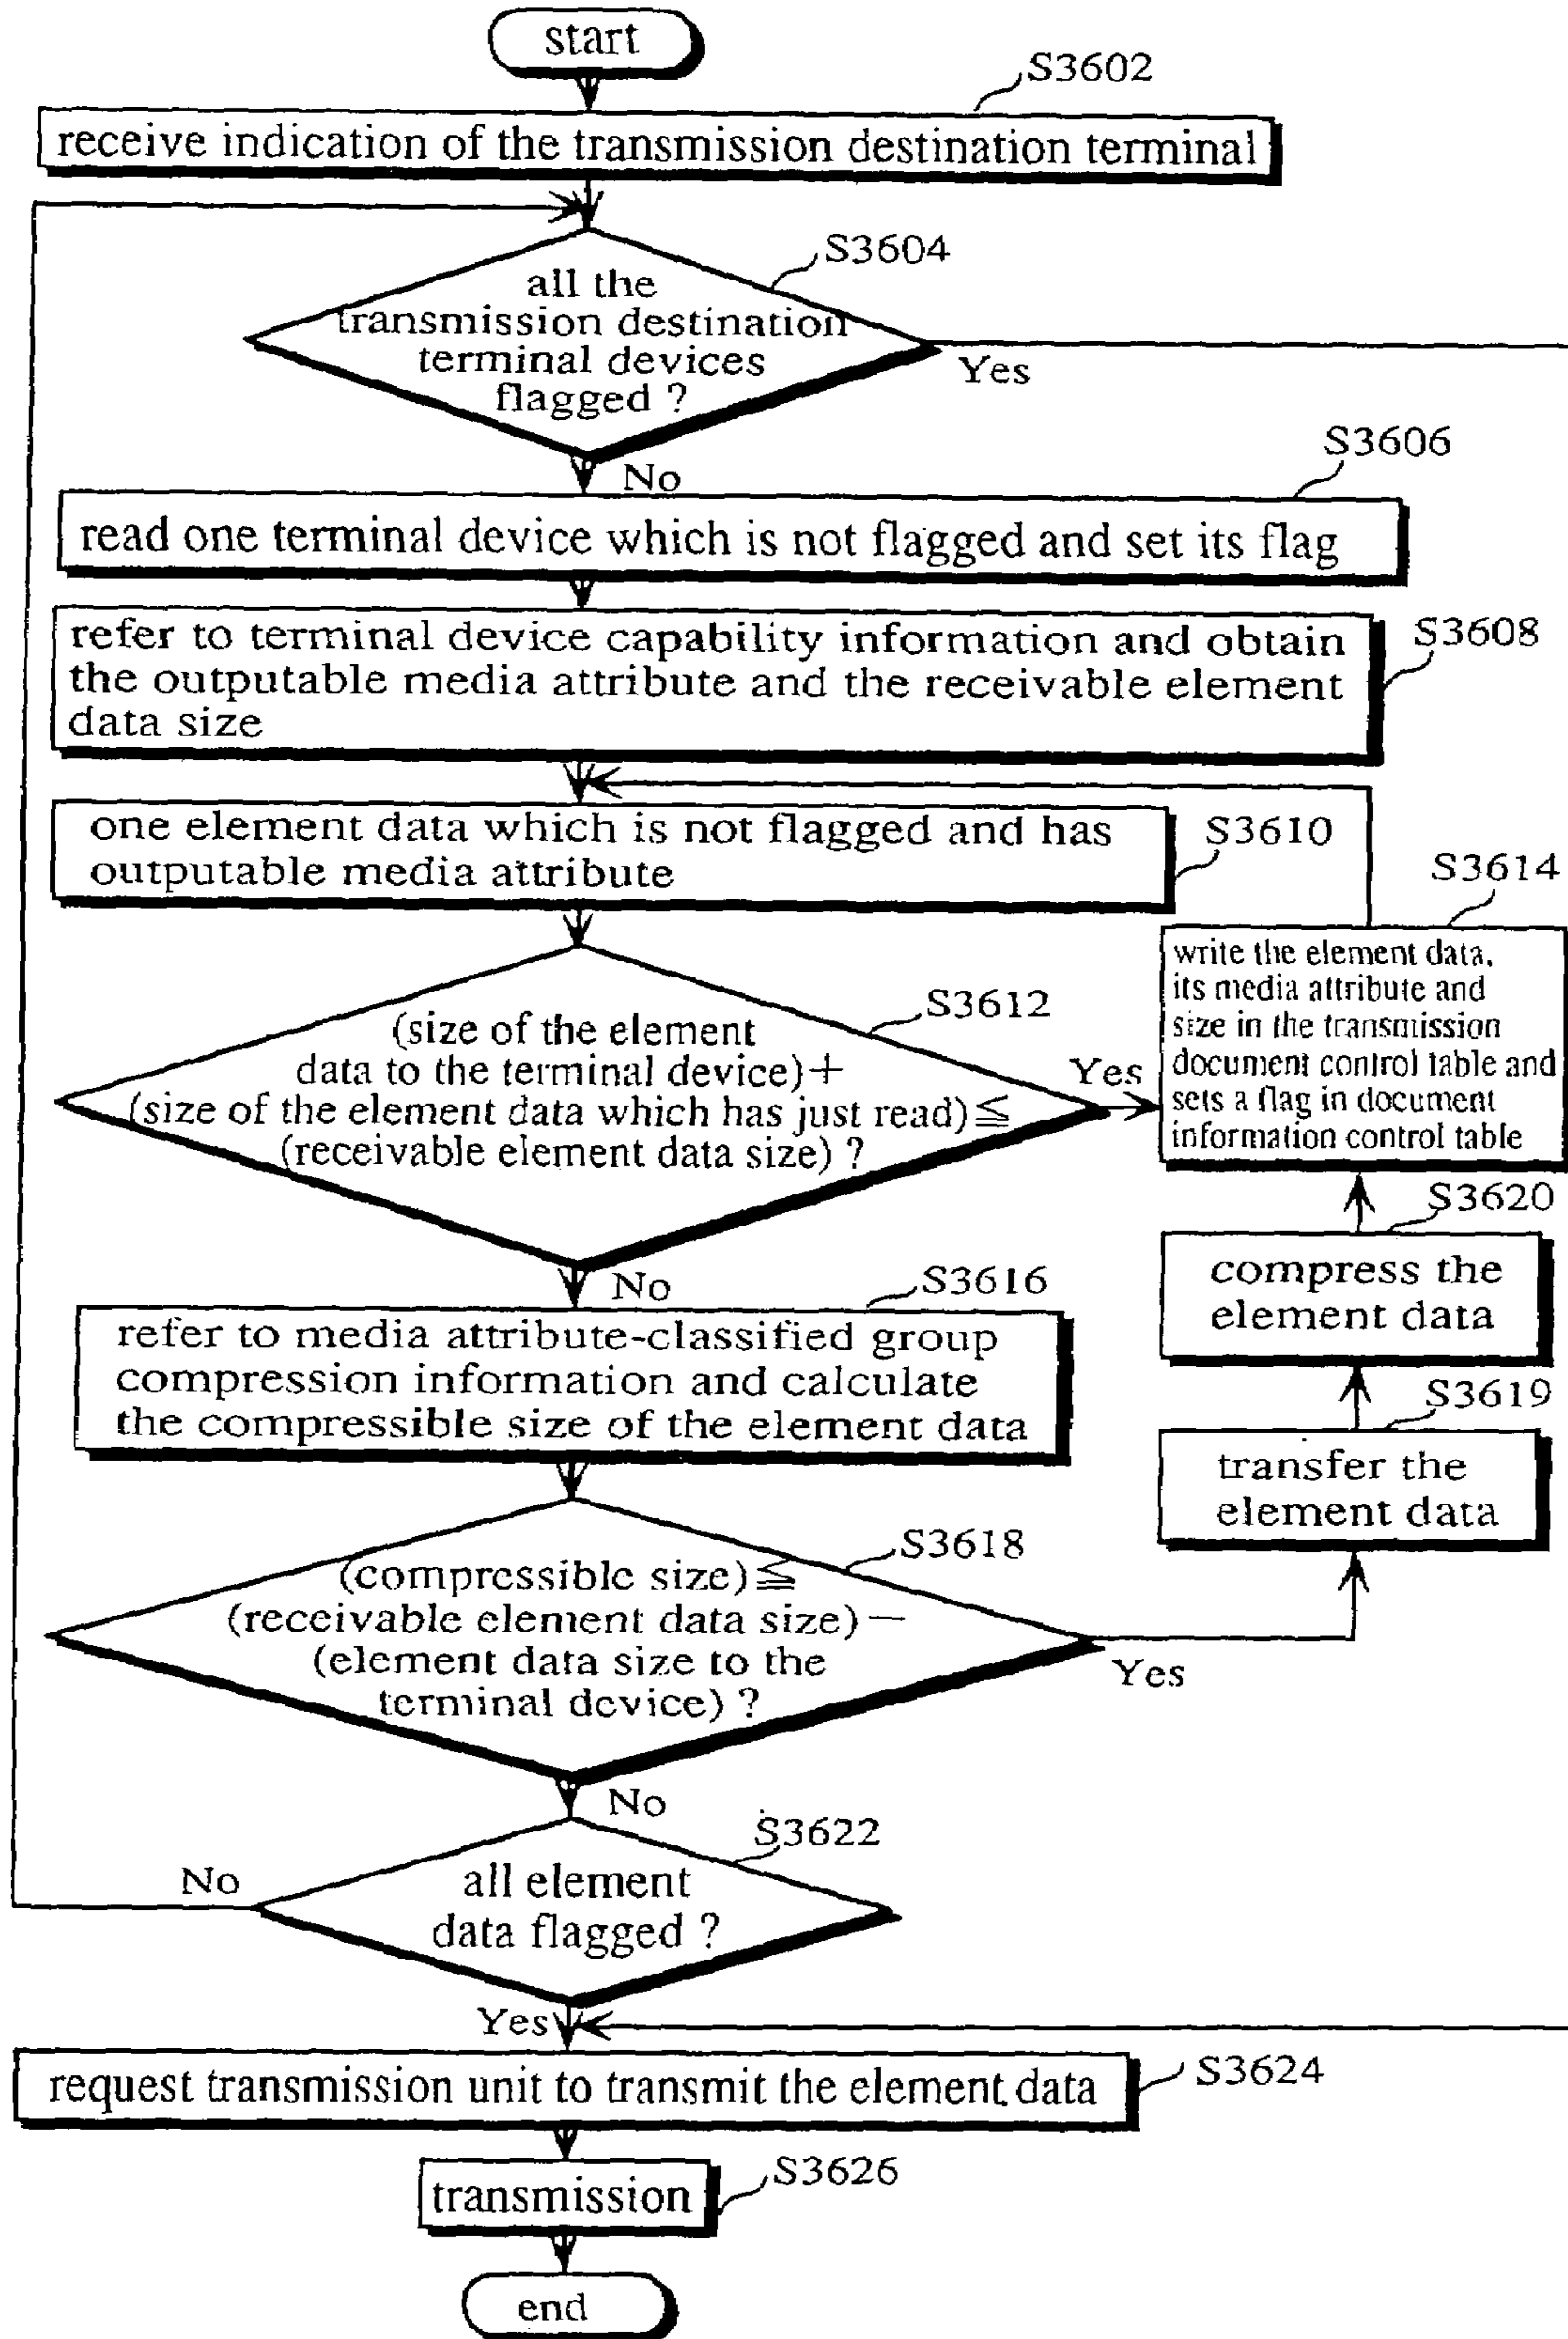 start
S3602
receive indication of the transmission destination terminal
S3604
all the
transmission destination
terminal devices
flagged ?
Yes
No
S3606
read one terminal device which is not flagged and set its flag
S3608
refer to terminal device capability information and obtain
the outputable media attribute and the receivable element
data size
S3610
one element data which is not flagged and has
outputable media attribute
S3612
(size of the element
data to the terminal device)+
(size of the element data which has just read)≦
(receivable element data size) ?
Yes
No
S3614
write the element data,
its media attribute and
size in the transmission
document control table and
sets a flag in document
information control table
S3620
compress the
element data
S3619
transfer the
element data
S3616
refer to media attribute-classified group
compression information and calculate
the compressible size of the element data
S3618
(compressible size)≦
(receivable element data size)−
(element data size to the
terminal device) ?
Yes
No
S3622
all element
data flagged ?
No
Yes
S3624
request transmission unit to transmit the element data
S3626
transmission
end